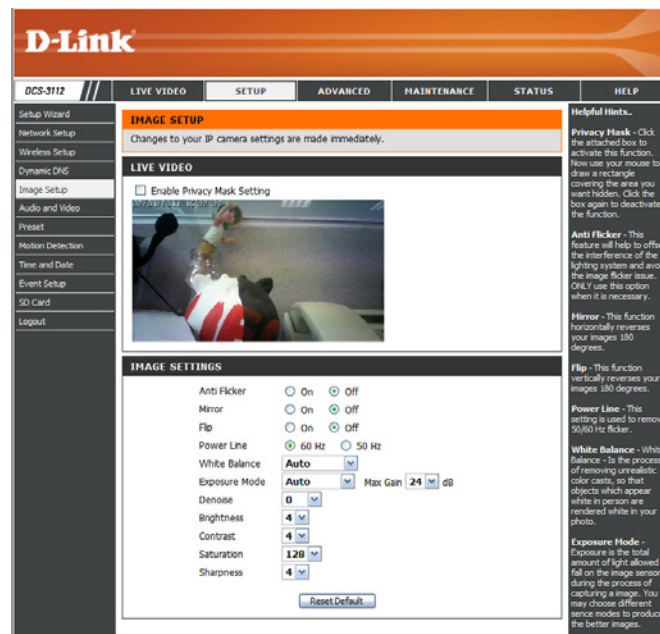 D-Link
DCS-3112
LIVE VIDEO SETUP ADVANCED MAINTENANCE STATUS HELP
Setup Wizard
Network Setup
Wireless Setup
Dynamic DNS
Image Setup
Audio and Video
Preset
Motion Detection
Time and Date
Event Setup
SD Card
Logout
IMAGE SETUP
Changes to your IP camera settings are made immediately.
LIVE VIDEO
Enable Privacy Mask Setting
IMAGE SETTINGS
Anti Flicker On Off
Mirror On Off
Flip On Off
Power Line 60 Hz 50 Hz
White Balance Auto
Exposure Mode Auto Max Gain 24 dB
Denoise 0
Brightness 4
Contrast 4
Saturation 128
Sharpness 4
Reset Default
Helpful Hints..
Privacy Mask - Click
the attached box to
activate this function.
Now use your mouse to
draw a rectangle
covering the area you
want hidden. Click the
box again to deactivate
the function.
Anti Flicker - This
feature will help to offse
the interference of the
lighting system and avo
the image flicker issue.
ONLY use this option
when it is necessary.
Mirror - This function
horizontally reverses
your images 180
degrees.
Flip - This function
vertically reverses your
images 180 degrees.
Power Line - This
setting is used to remov
50/60 Hz flicker.
White Balance - White
Balance - Is the process
of removing unrealistic
color casts, so that
objects which appear
white in person are
rendered white in your
photo.
Exposure Mode -
Exposure is the total
amount of light allowed
fall on the image sensor
during the process of
capturing a image. You
may choose different
sence modes to produce
the better images.